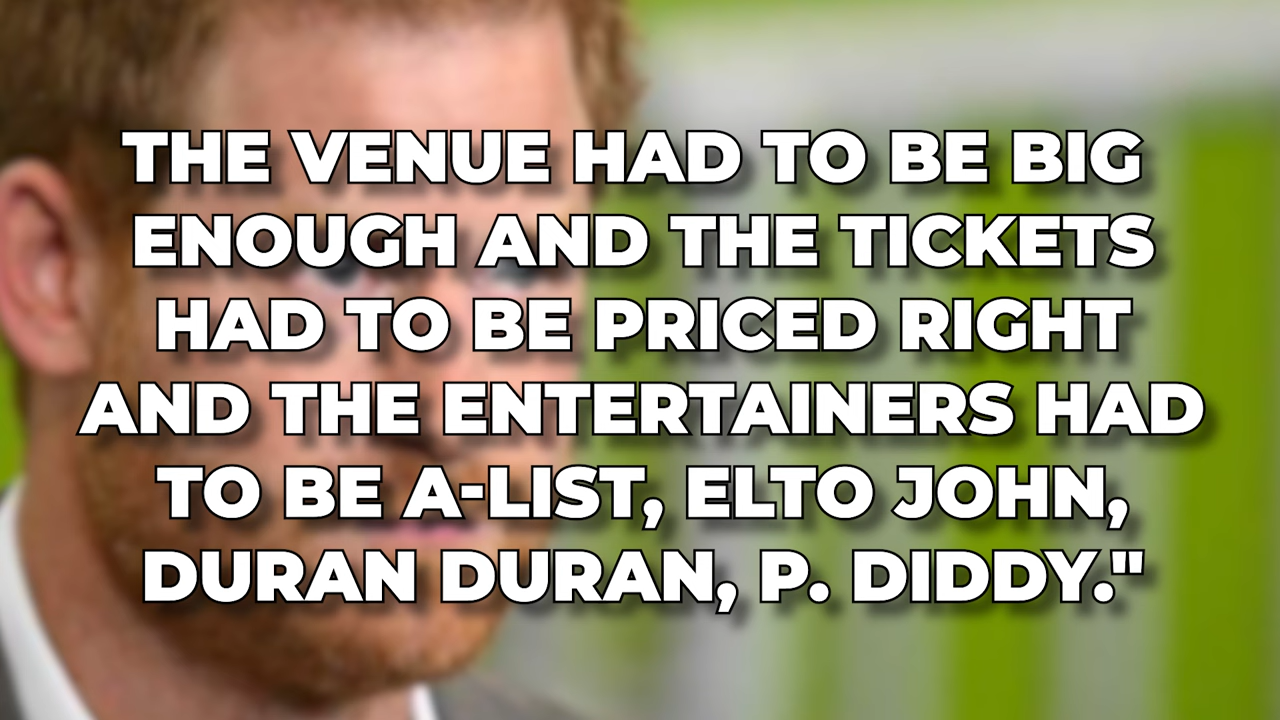 THE VENUE HAD TO BE BIG
ENOUGH AND THE TICKETS
HAD TO BE PRICED RIGHT
AND THE ENTERTAINERS HAD
TO BE A-LIST, ELTO JOHN,
DURAN DURAN, P. DIDDY."